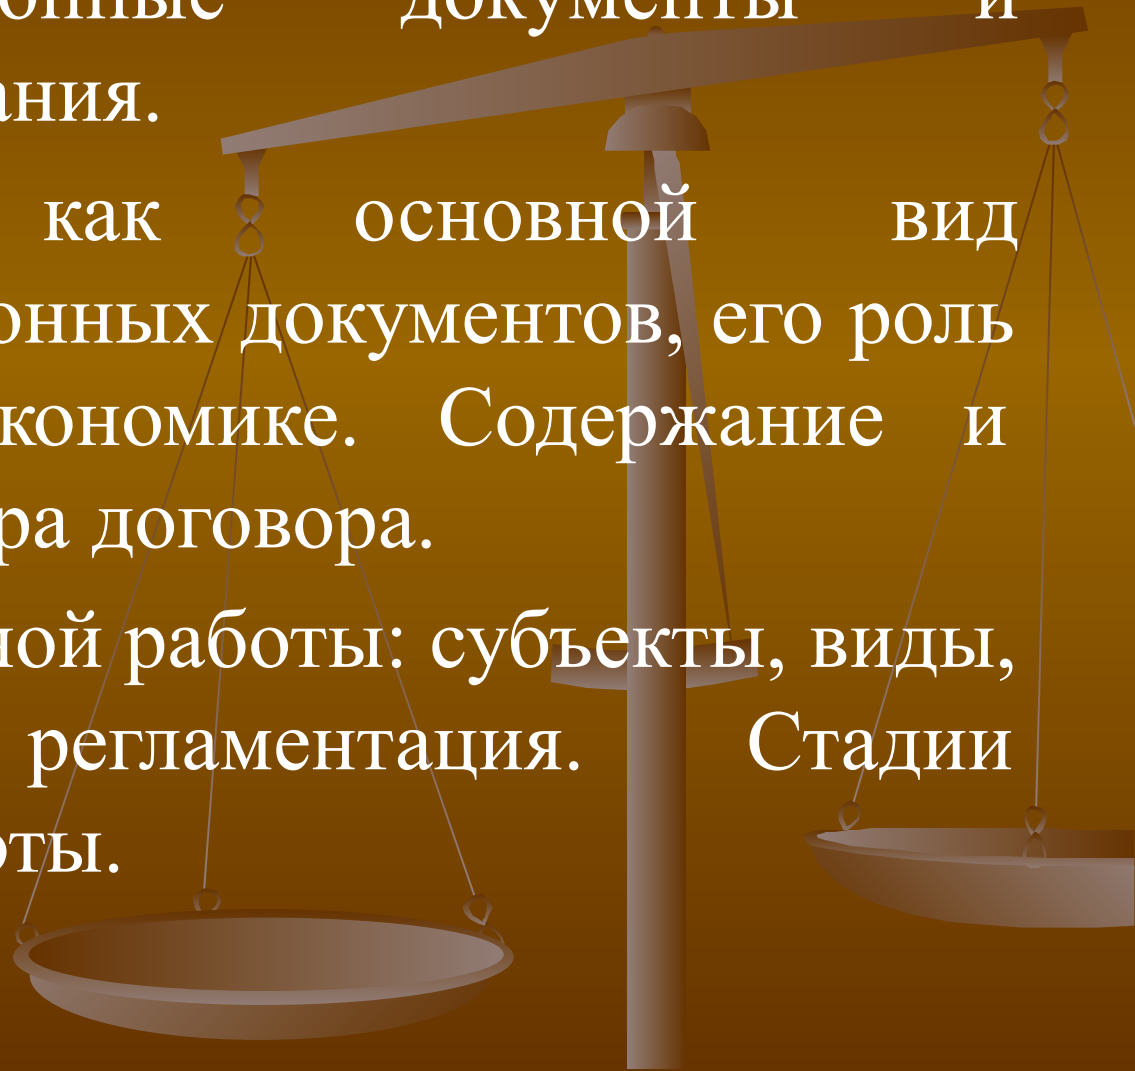 документы и
ания.
как основной вид
онных документов, его роль
кономике. Содержание и
ра договора.
ной работы: субъекты, виды,
регламентация. Стадии
оты.